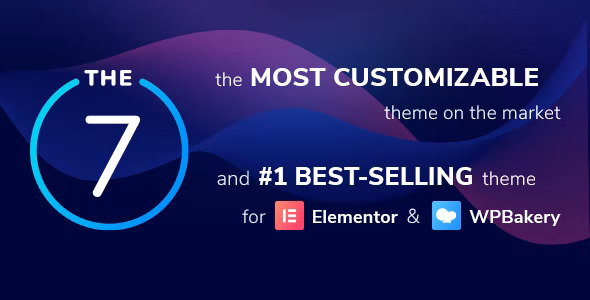 THE
7
the MOST CUSTOMIZABLE
theme on the market
and #1 BEST-SELLING theme
for Elementor & WPBakery